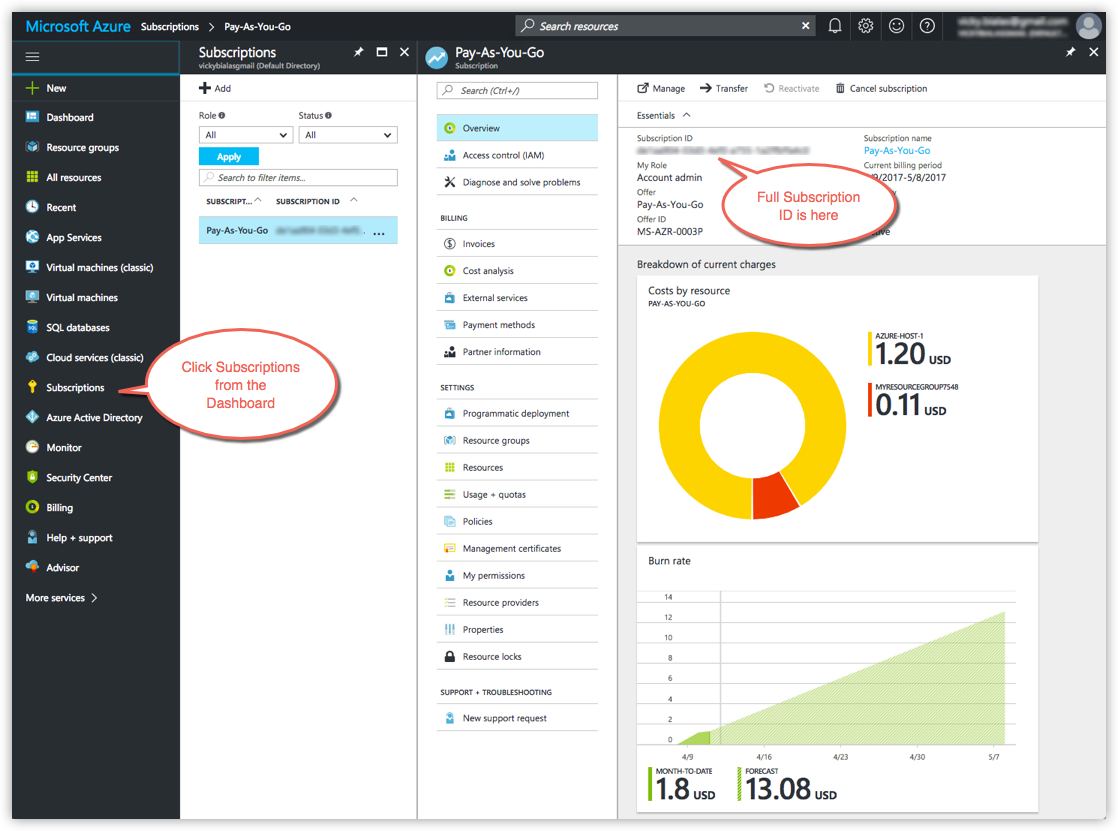 Microsoft Azure Subscriptions > Pay-As-You-Go
Search resources
Subscriptions
vickybialasgmail (Default Directory)
Pay-As-You-Go
Subscription
New
Dashboard
Resource groups
All resources
Recent
App Services
Virtual machines (classic)
Virtual machines
SQL databases
Cloud services (classic)
Subscriptions
Azure Active Directory
Monitor
Security Center
Billing
Help + support
Advisor
More services >
Click Subscriptions
from the
Dashboard
Add
Role Status
All All
Apply
Search to filter items...
SUBSCRIPT... SUBSCRIPTION ID
Pay-As-You-Go ...
Search (Ctrl+/)
Overview
Access control (IAM)
Diagnose and solve problems
BILLING
Invoices
Cost analysis
External services
Payment methods
Partner information
SETTINGS
Programmatic deployment
Resource groups
Resources
Usage + quotas
Policies
Management certificates
My permissions
Resource providers
Properties
Resource locks
SUPPORT + TROUBLESHOOTING
New support request
Manage Transfer Reactivate Cancel subscription
Essentials
Subscription ID
My Role
Account admin
Offer
Pay-As-You-Go
Offer ID
MS-AZR-0003P
Subscription name
Pay-As-You-Go
Current billing period
/9/2017-5/8/2017
Full Subscription
ID is here
Breakdown of current charges
Costs by resource
PAY-AS-YOU-GO
AZURE-HOST-1
1.20 USD
MYRESOURCEGROUP7548
0.11 USD
Burn rate
14
12
10
8
6
4
2
0
4/9 4/16 4/23 4/30 5/7
MONTH-TO-DATE
1.8 USD
FORECAST
13.08 USD